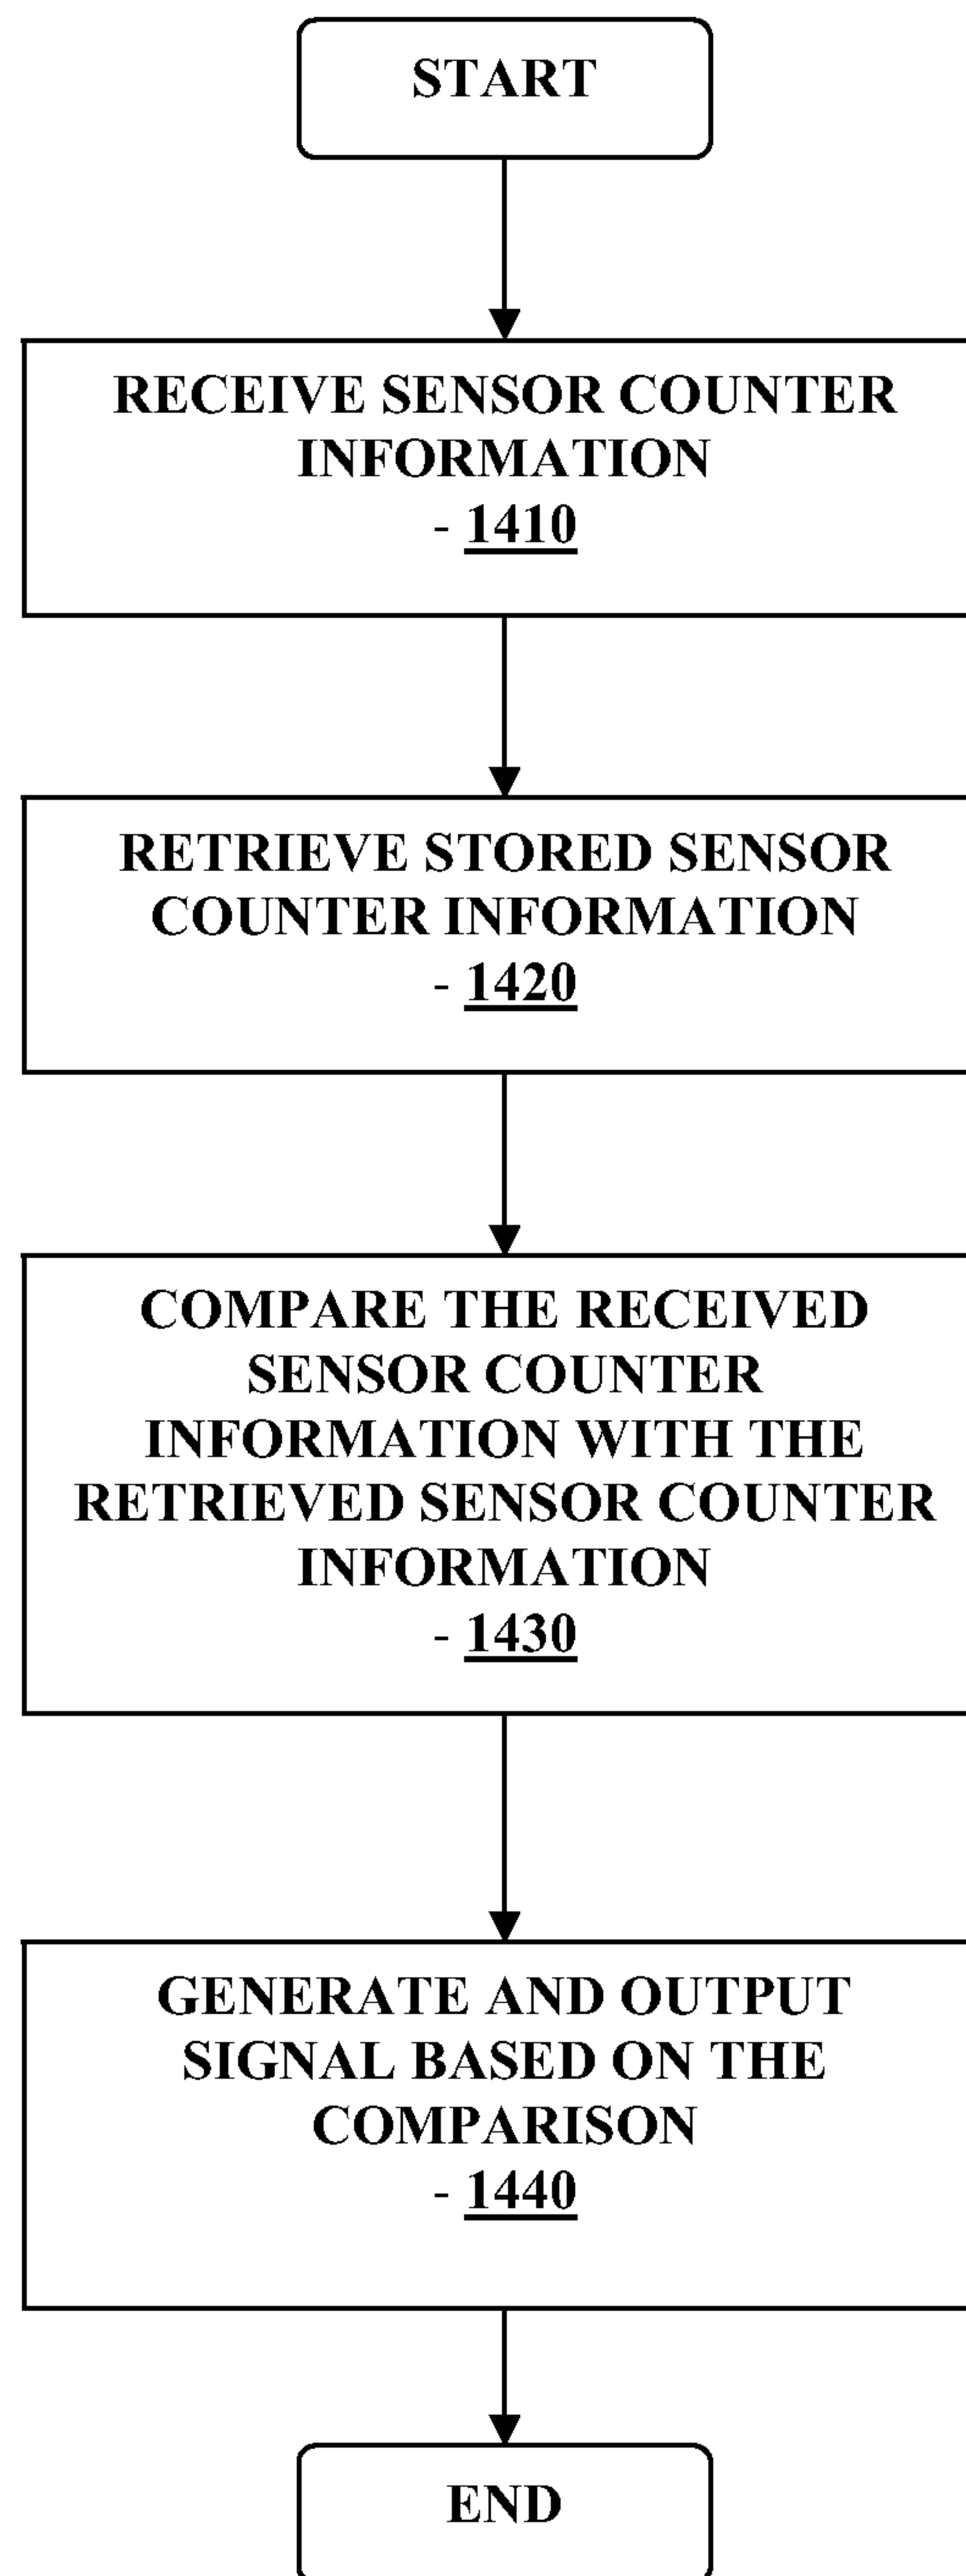 START
RECEIVE SENSOR COUNTER
INFORMATION
- 1410
RETRIEVE STORED SENSOR
COUNTER INFORMATION
- 1420
COMPARE THE RECEIVED
SENSOR COUNTER
INFORMATION WITH THE
RETRIEVED SENSOR COUNTER
INFORMATION
- 1430
GENERATE AND OUTPUT
SIGNAL BASED ON THE
COMPARISON
- 1440
END